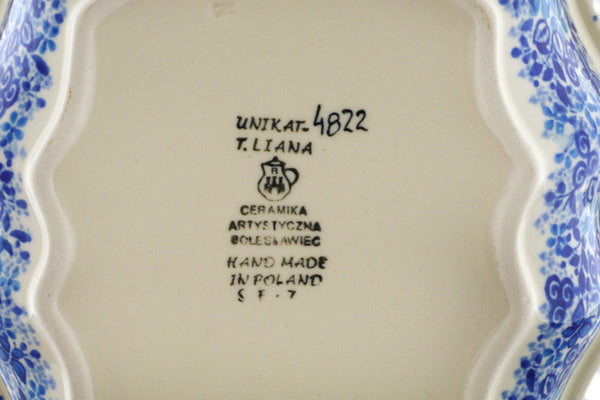 UNIKAT-4822
T. LIANA
CERAMIKA
ARTYSTYCZNA
BOLESŁAWIEC
HAND MADE
IN POLAND